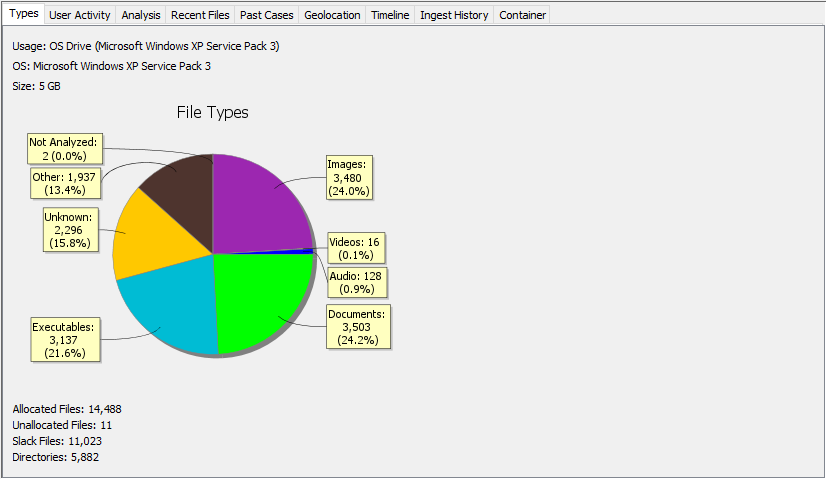 Types User Activity Analysis Recent Files Past Cases Geolocation Timeline Ingest History Container
Usage: OS Drive (Microsoft Windows XP Service Pack 3)
OS: Microsoft Windows XP Service Pack 3
Size: 5 GB
File Types
Not Analyzed:
2 (0.0%)
Other: 1,937
(13.4%)
Unknown:
2,296
(15.8%)
Executables:
3,137
(21.6%)
Images:
3,480
(24.0%)
Videos: 16
(0.1%)
Audio: 128
(0.9%)
Documents:
3,503
(24.2%)
Allocated Files: 14,488
Unallocated Files: 11
Slack Files: 11,023
Directories: 5,882